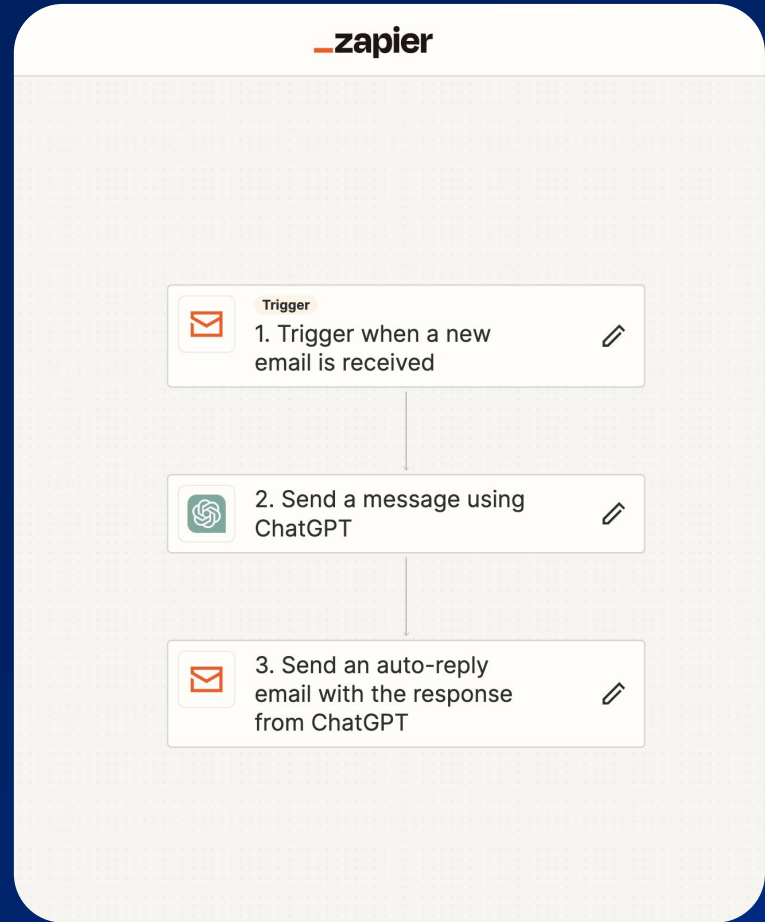 _zapier
Trigger
1. Trigger when a new
email is received
2. Send a message using
ChatGPT
3. Send an auto-reply
email with the response
from ChatGPT